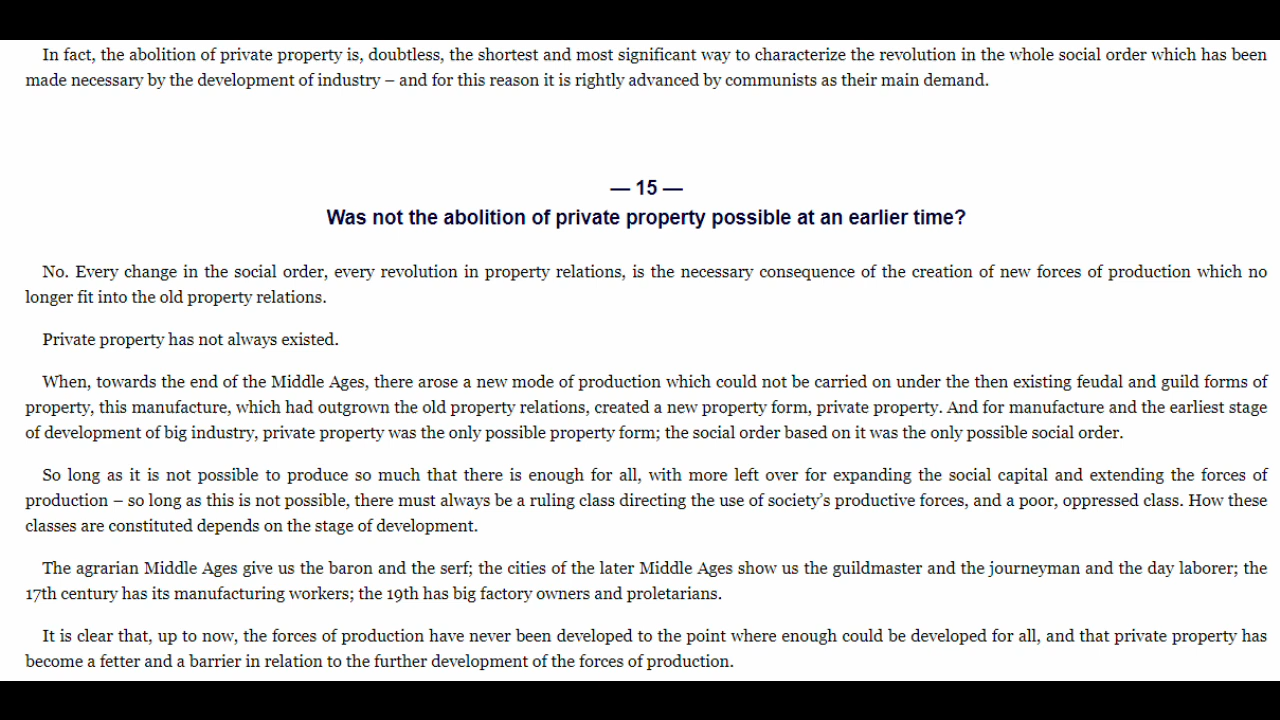 In fact, the abolition of private property is, doubtless, the shortest and most significant way to characterize the revolution in the whole social order which has been
made necessary by the development of industry – and for this reason it is rightly advanced by communists as their main demand.
— 15 —
Was not the abolition of private property possible at an earlier time?
No. Every change in the social order, every revolution in property relations, is the necessary consequence of the creation of new forces of production which no
longer fit into the old property relations.
Private property has not always existed.
When, towards the end of the Middle Ages, there arose a new mode of production which could not be carried on under the then existing feudal and guild forms of
property, this manufacture, which had outgrown the old property relations, created a new property form, private property. And for manufacture and the earliest stage
of development of big industry, private property was the only possible property form; the social order based on it was the only possible social order.
So long as it is not possible to produce so much that there is enough for all, with more left over for expanding the social capital and extending the forces of
production – so long as this is not possible, there must always be a ruling class directing the use of society’s productive forces, and a poor, oppressed class. How these
classes are constituted depends on the stage of development.
The agrarian Middle Ages give us the baron and the serf; the cities of the later Middle Ages show us the guildmaster and the journeyman and the day laborer; the
17th century has its manufacturing workers; the 19th has big factory owners and proletarians.
It is clear that, up to now, the forces of production have never been developed to the point where enough could be developed for all, and that private property has
become a fetter and a barrier in relation to the further development of the forces of production.